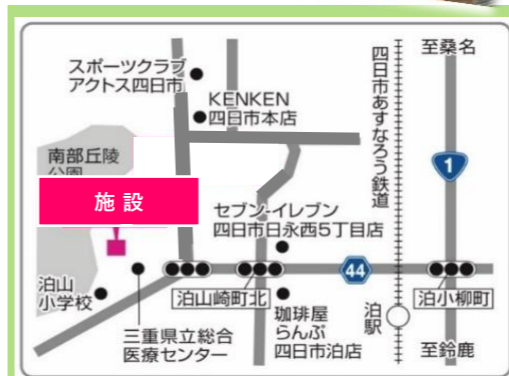 スポーツクラブ
アクトス四日市
KENKEN
四日市本店
四日市あすなろう鉄道
至桑名
南部丘陵
公園
1
施設
セブン-イレブン
四日市日永西5丁目店
44
泊山
小学校
泊山崎町北
泊駅
泊小柳町
三重県立総合
医療センター
珈琲屋
らんぷ
四日市泊店
至鈴鹿